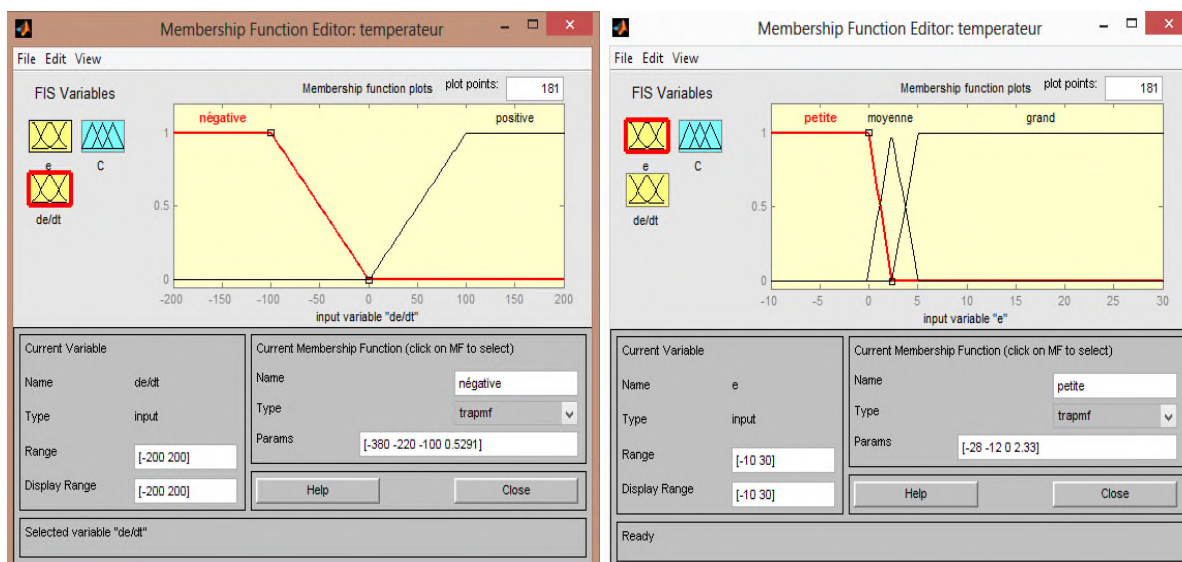 Membership Function Editor: temperateur
File Edit View
FIS Variables
Membership function plots plot points: 181
négative positive
e C
de/dt
1
0.5
0
-200 -150 -100 -50 0 50 100 150 200
input variable "de/dt"
Current Variable
Name de/dt
Type input
Range [-200 200]
Display Range [-200 200]
Current Membership Function (click on MF to select)
Name négative
Type trapmf
Params [-380 -220 -100 0.5291]
Help Close
Selected variable "de/dt"
Membership Function Editor: temperateur
File Edit View
FIS Variables
Membership function plots plot points: 181
petite moyenne grand
e C
de/dt
1
0.5
0
-10 -5 0 5 10 15 20 25 30
input variable "e"
Current Variable
Name e
Type input
Range [-10 30]
Display Range [-10 30]
Current Membership Function (click on MF to select)
Name petite
Type trapmf
Params [-28 -12 0 2.33]
Help Close
Ready